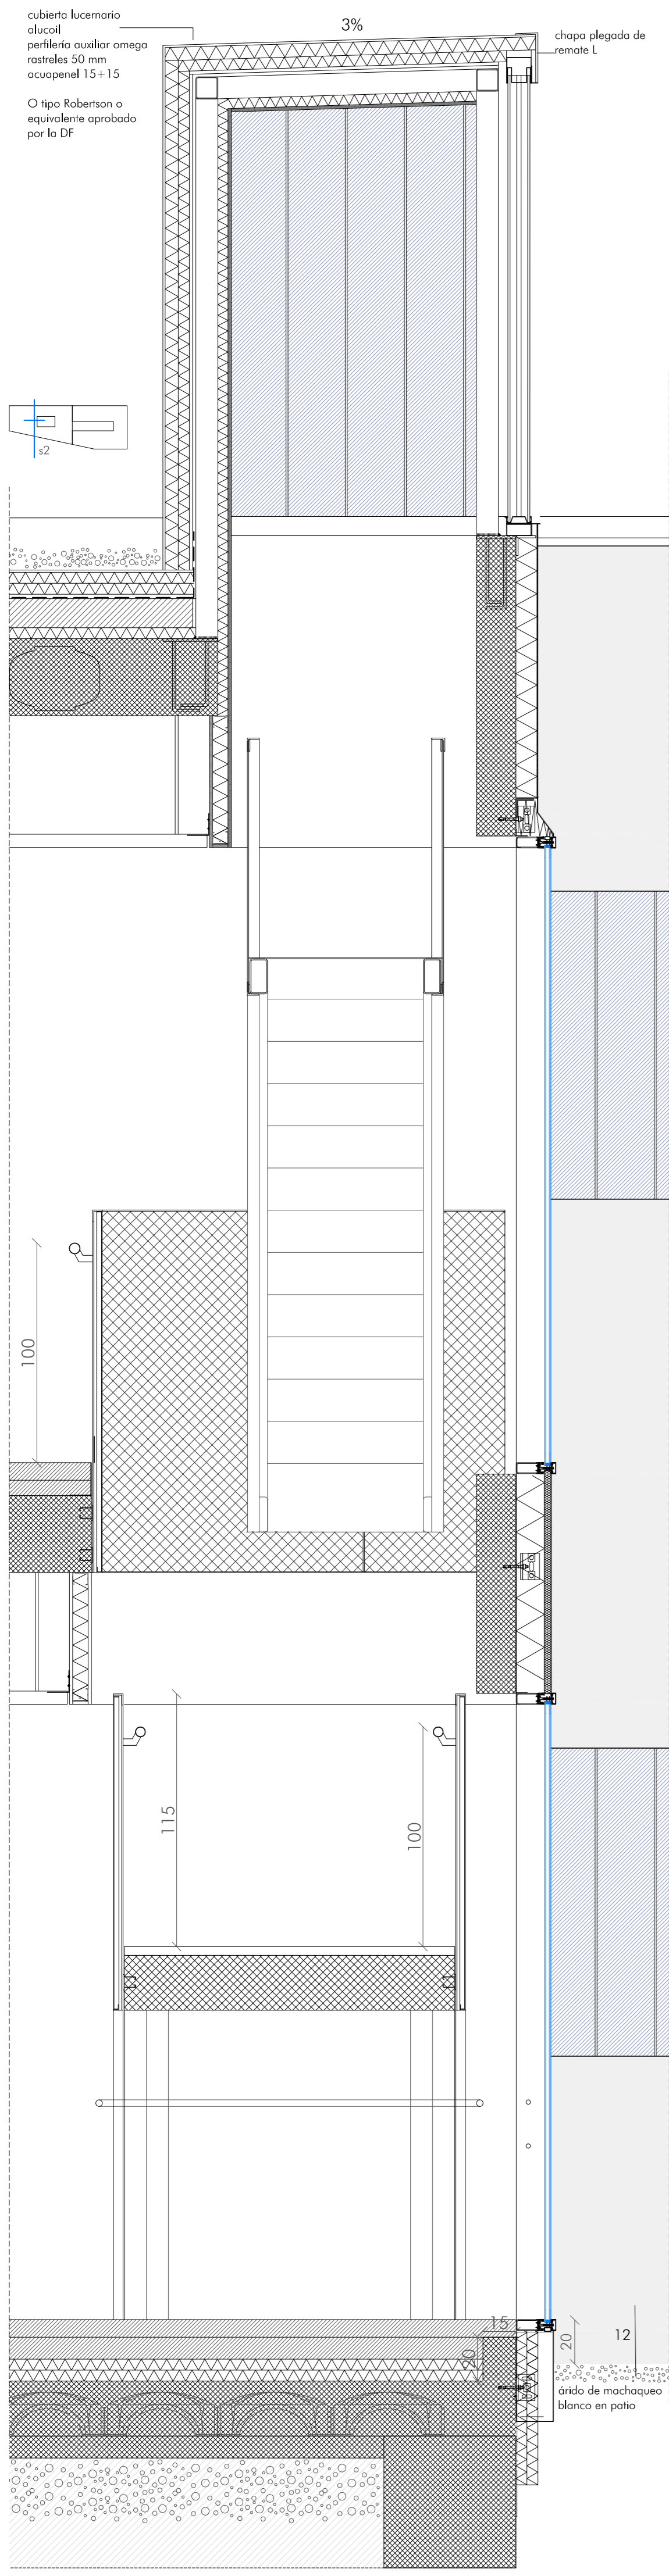 cubierta lucernario
alucoil
perfilería auxiliar omega
rastreles 50 mm
acuapenel 15+15
O tipo Robertson o
equivalente aprobado
por la DF
3%
chapa plegada de
remate L
s2
100
115
100
15
20
20
12
árido de machaqueo
blanco en patio